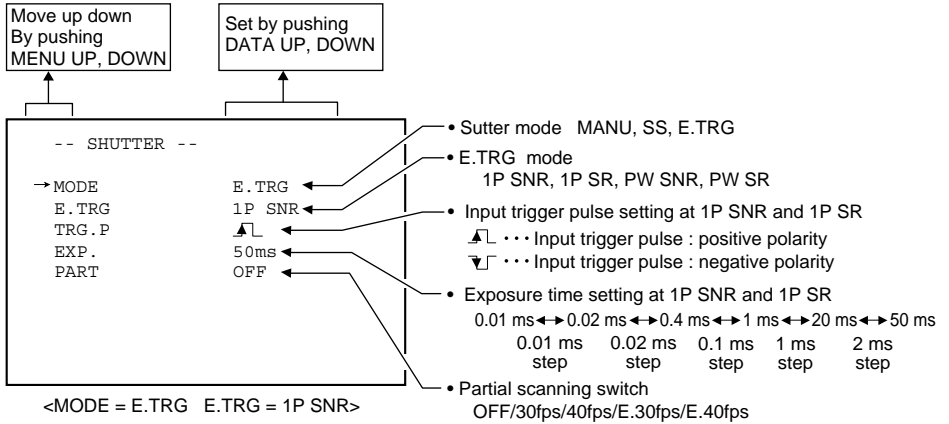 Move up down
By pushing
MENU UP, DOWN
Set by pushing
DATA UP, DOWN
-- SHUTTER --
→MODE E.TRG
E.TRG 1P SNR
TRG.P
EXP. 50ms
PART OFF
<MODE = E.TRG E.TRG = 1P SNR>
• Sutter mode MANU, SS, E.TRG
• E.TRG mode
1P SNR, 1P SR, PW SNR, PW SR
• Input trigger pulse setting at 1P SNR and 1P SR
･･･Input trigger pulse : positive polarity
･･･Input trigger pulse : negative polarity
• Exposure time setting at 1P SNR and 1P SR
0.01 ms↔0.02 ms↔0.4 ms↔1 ms↔20 ms↔50 ms
0.01 ms 0.02 ms 0.1 ms 1 ms 2 ms
step step step step step
• Partial scanning switch
OFF/30fps/40fps/E.30fps/E.40fps